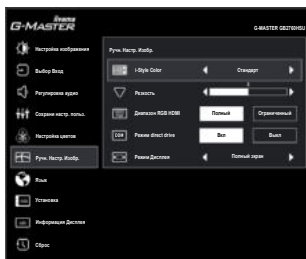 iiyama
G-MASTER
G-MASTER GB2780HSU
Настройка изображения
Ручн. Настр. Изобр.
Выбор Вход
i-Style Color
Стандарт
Регулировка аудио
Резкость
Сохрани настр. польз.
Диапазон RGB HDMI
Полный
Ограниченный
Настройка цветов
Режим direct drive
Вкл
Выкл
Ручн. Настр. Изобр.
Режим Дисплея
Полный экран
Язык
Установка
Информация Дисплея
Сброс